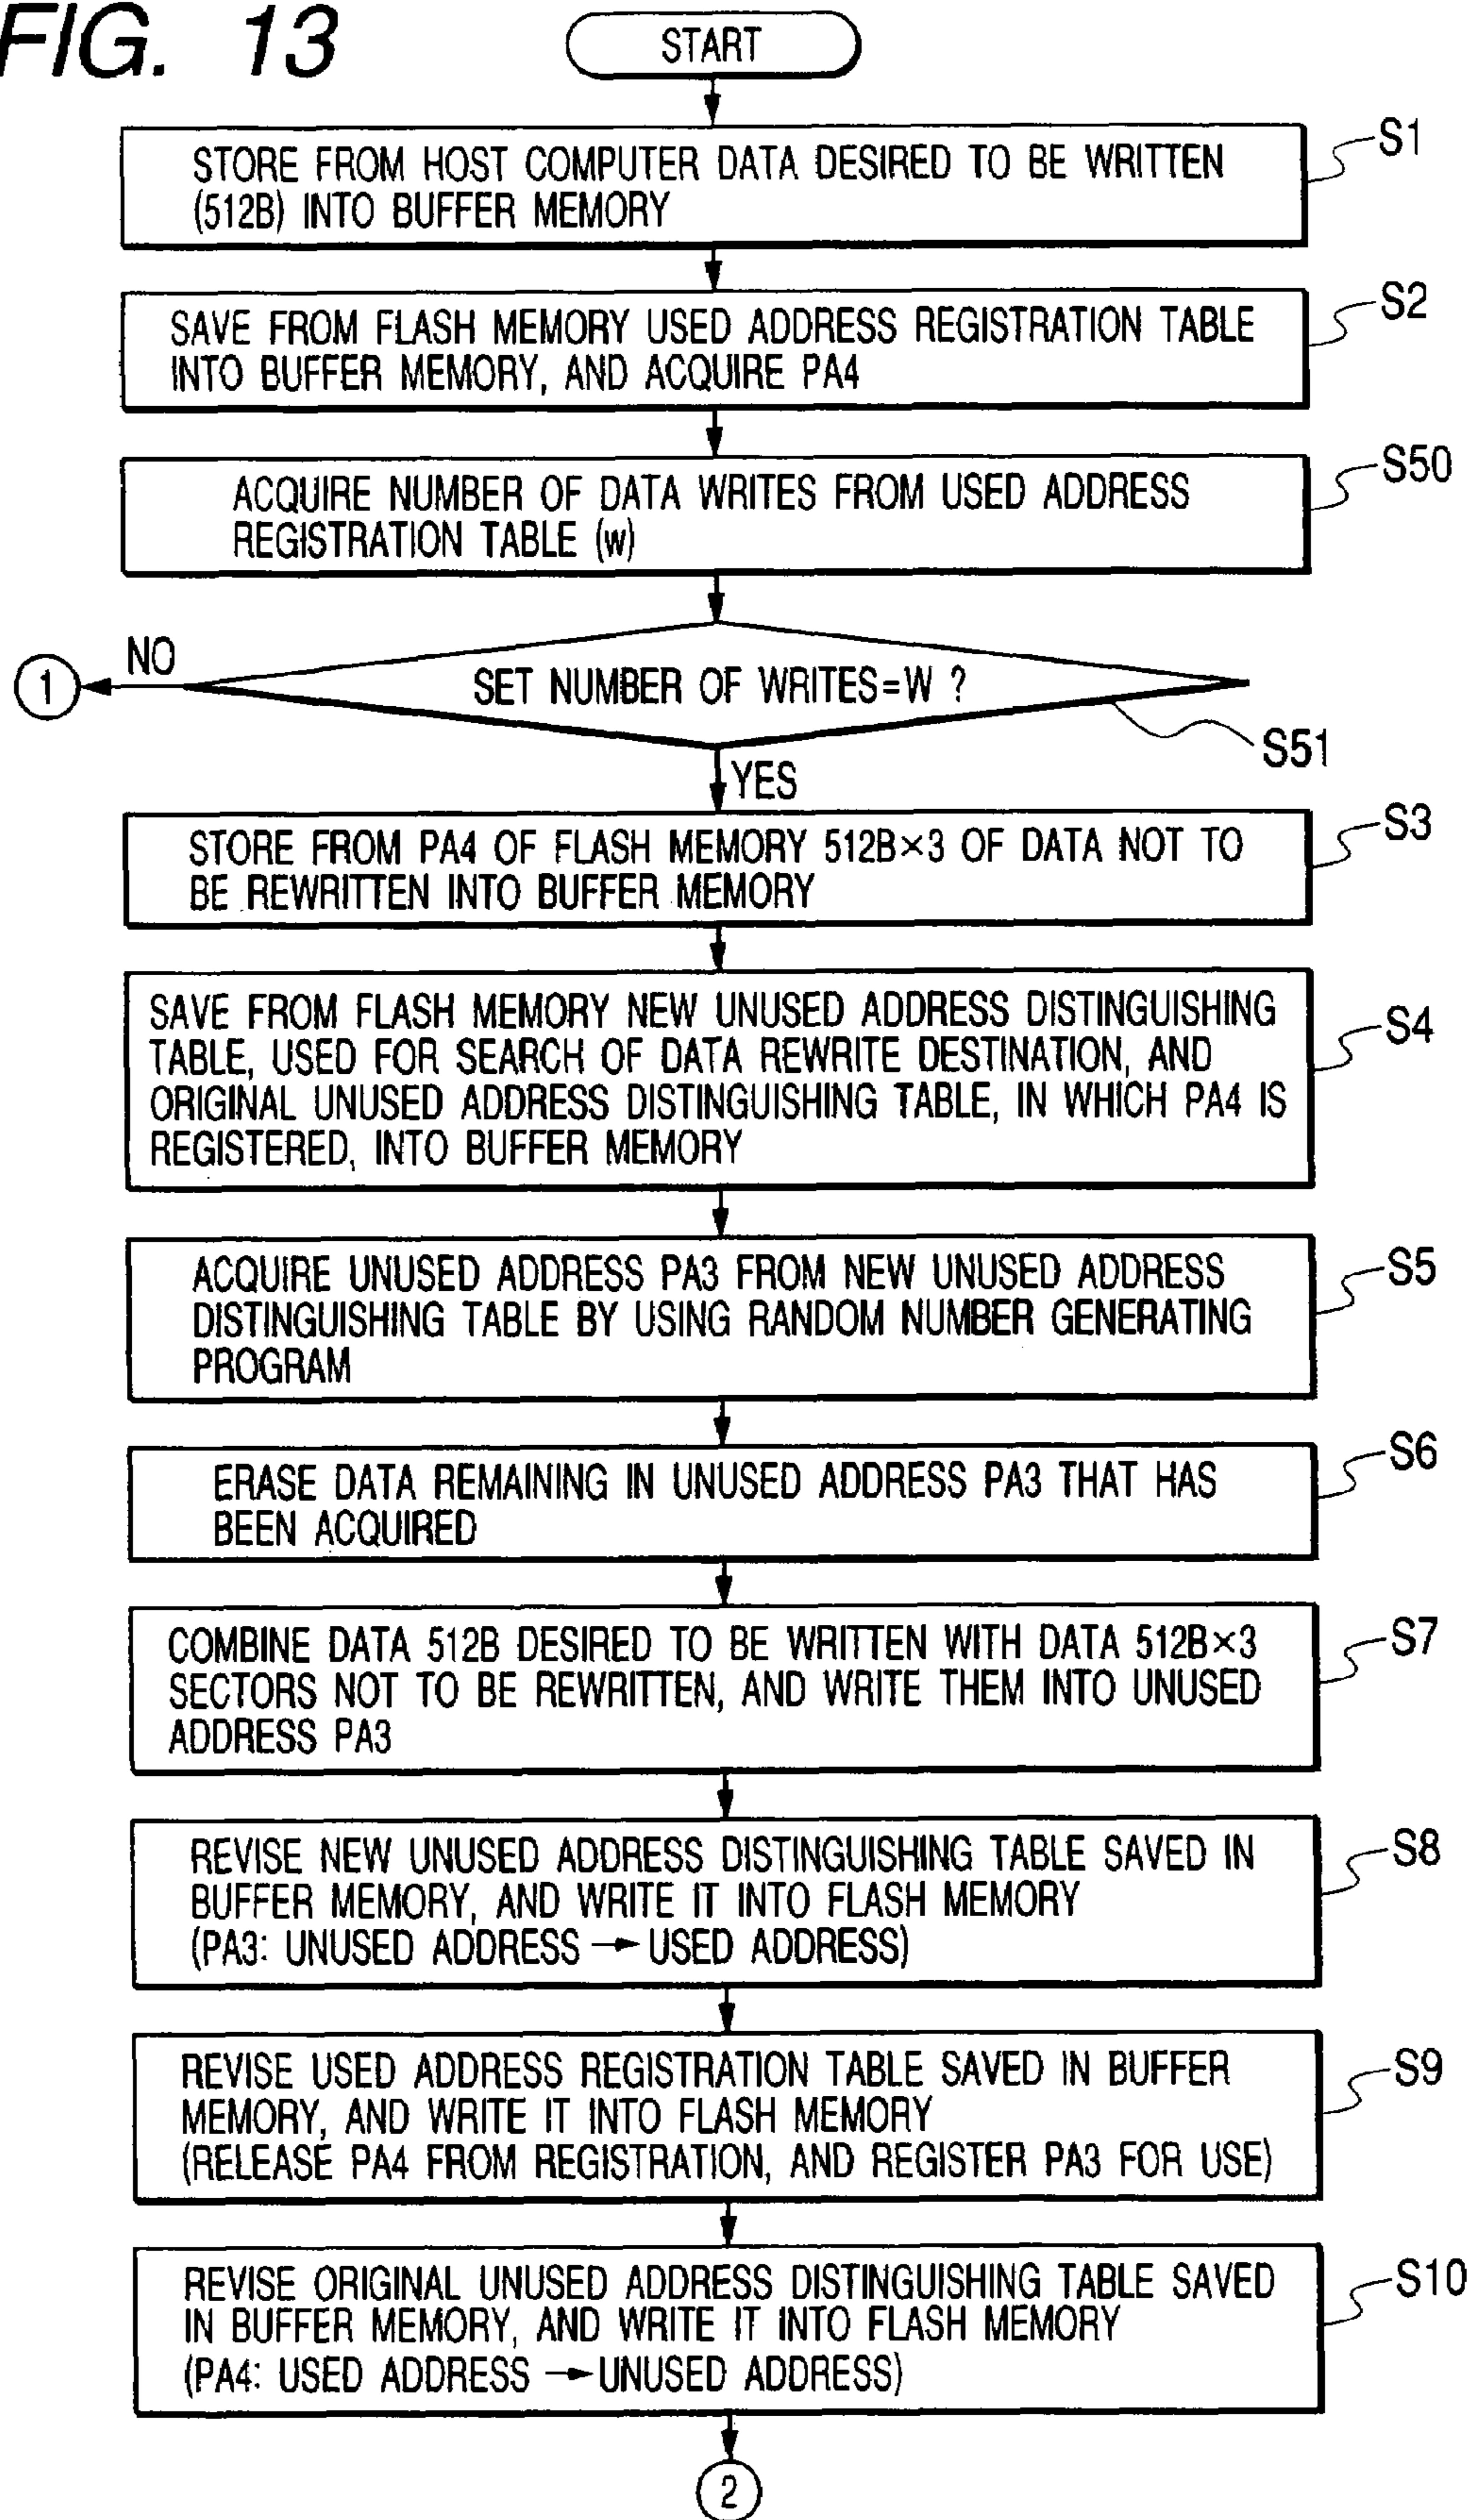 FIG. 13
START
STORE FROM HOST COMPUTER DATA DESIRED TO BE WRITTEN
(512B) INTO BUFFER MEMORY
S1
SAVE FROM FLASH MEMORY USED ADDRESS REGISTRATION TABLE
INTO BUFFER MEMORY, AND ACQUIRE PA4
S2
ACQUIRE NUMBER OF DATA WRITES FROM USED ADDRESS
REGISTRATION TABLE (w)
S50
1
NO
SET NUMBER OF WRITES=W ?
S51
YES
STORE FROM PA4 OF FLASH MEMORY 512B×3 OF DATA NOT TO
BE REWRITTEN INTO BUFFER MEMORY
S3
SAVE FROM FLASH MEMORY NEW UNUSED ADDRESS DISTINGUISHING
TABLE, USED FOR SEARCH OF DATA REWRITE DESTINATION, AND
ORIGINAL UNUSED ADDRESS DISTINGUISHING TABLE, IN WHICH PA4 IS
REGISTERED, INTO BUFFER MEMORY
S4
ACQUIRE UNUSED ADDRESS PA3 FROM NEW UNUSED ADDRESS
DISTINGUISHING TABLE BY USING RANDOM NUMBER GENERATING
PROGRAM
S5
ERASE DATA REMAINING IN UNUSED ADDRESS PA3 THAT HAS
BEEN ACQUIRED
S6
COMBINE DATA 512B DESIRED TO BE WRITTEN WITH DATA 512B×3
SECTORS NOT TO BE REWRITTEN, AND WRITE THEM INTO UNUSED
ADDRESS PA3
S7
REVISE NEW UNUSED ADDRESS DISTINGUISHING TABLE SAVED IN
BUFFER MEMORY, AND WRITE IT INTO FLASH MEMORY
(PA3: UNUSED ADDRESS → USED ADDRESS)
S8
REVISE USED ADDRESS REGISTRATION TABLE SAVED IN BUFFER
MEMORY, AND WRITE IT INTO FLASH MEMORY
(RELEASE PA4 FROM REGISTRATION, AND REGISTER PA3 FOR USE)
S9
REVISE ORIGINAL UNUSED ADDRESS DISTINGUISHING TABLE SAVED
IN BUFFER MEMORY, AND WRITE IT INTO FLASH MEMORY
(PA4: USED ADDRESS → UNUSED ADDRESS)
S10
2